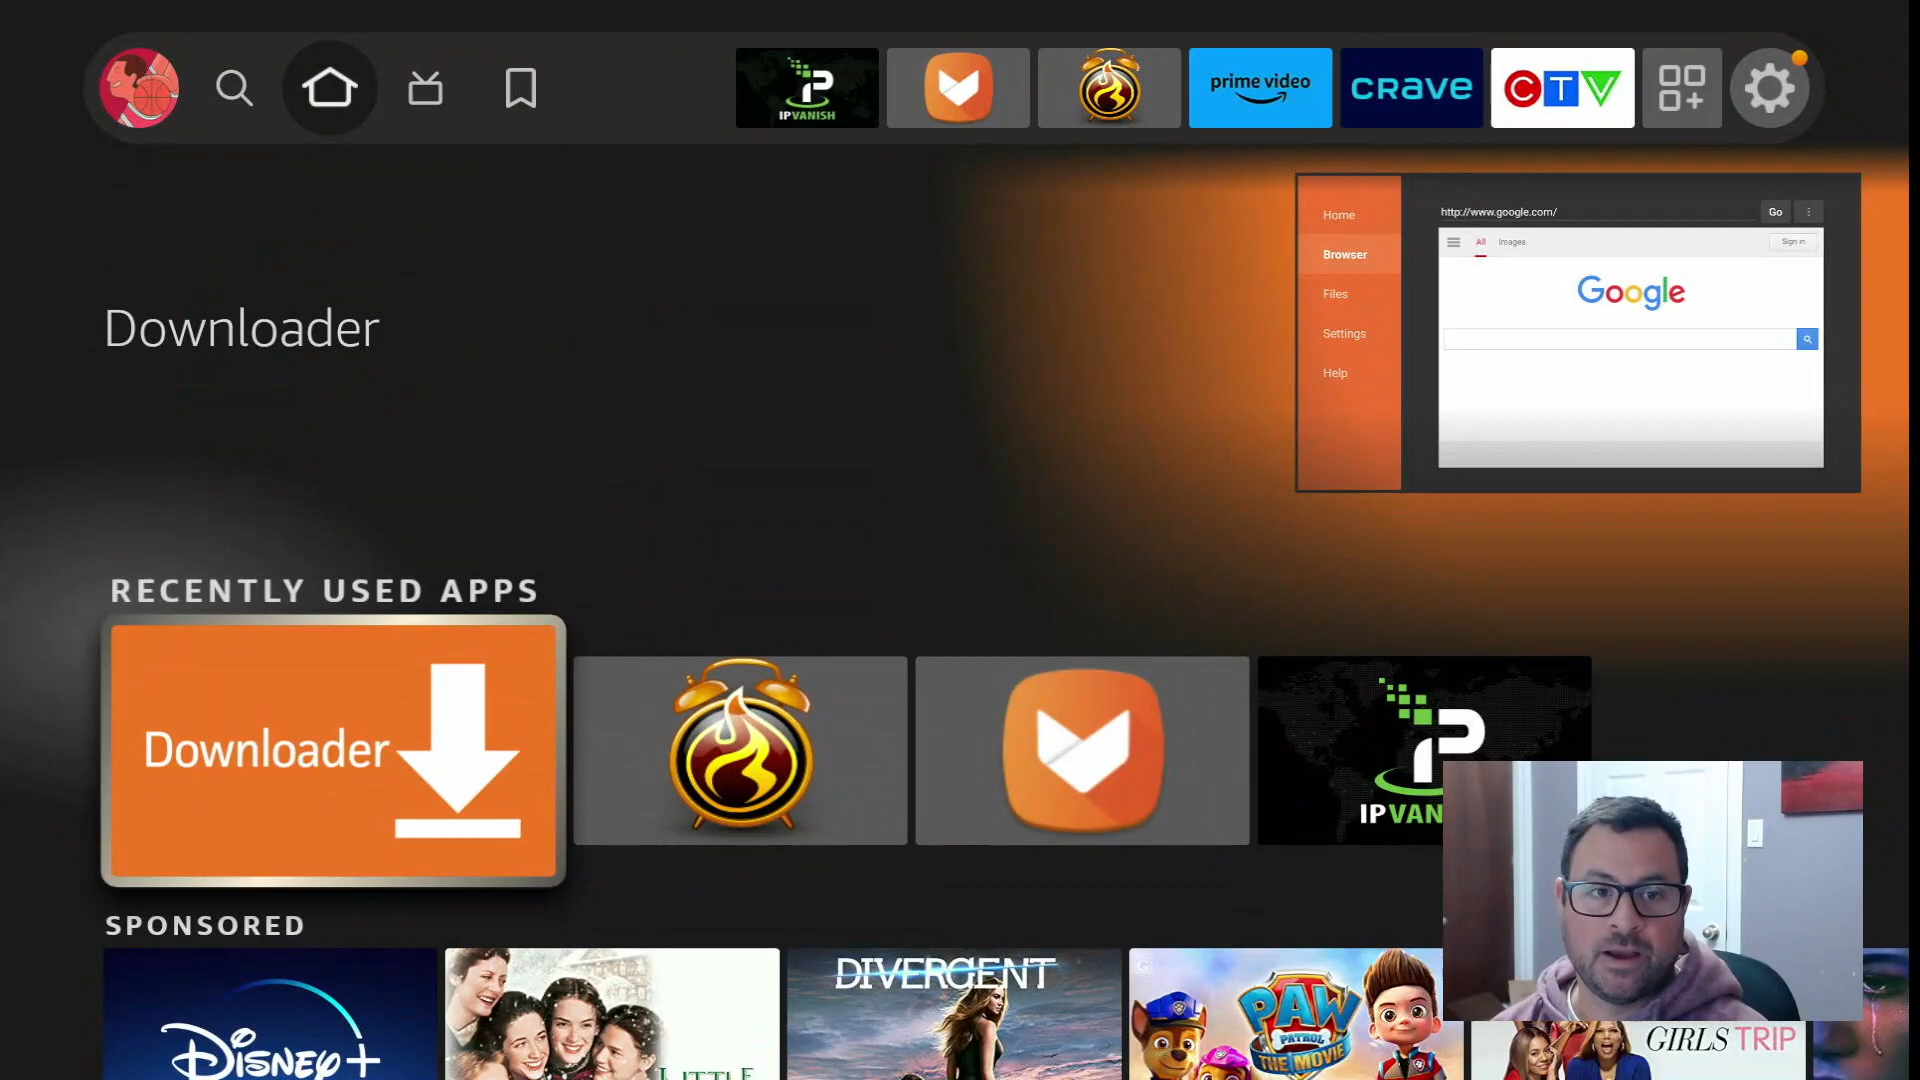 IPVANISH
prime video
CRAVE
CTV
Home
Browser
Files
Settings
Help
http://www.google.com/
Go
All
Images
Sign in
Google
Downloader
RECENTLY USED APPS
Downloader
IPVAN
SPONSORED
Disney+
LITTLE
DIVERGENT
PAW
PATROL
THE MOVIE
GIRLS TRIP